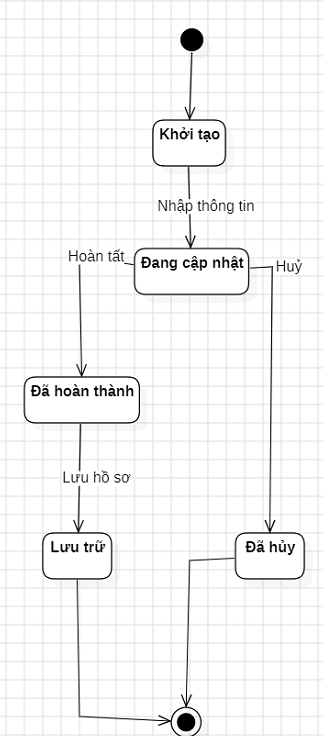 Khởi tạo
Nhập thông tin
Hoàn tất
Đang cập nhật
Huỷ
Đã hoàn thành
Lưu hồ sơ
Lưu trữ
Đã hủy